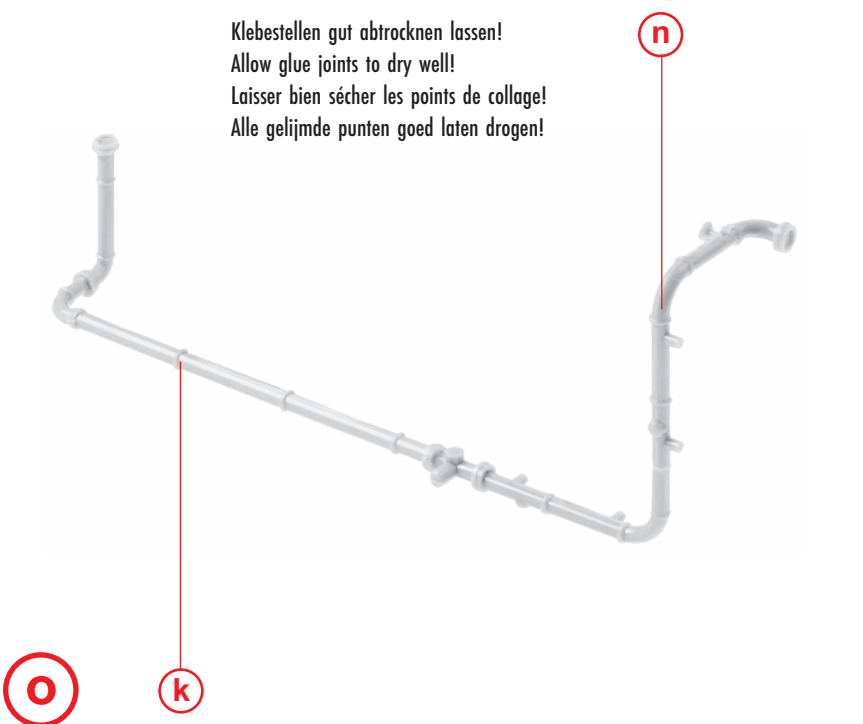 Klebestellen gut abtrocknen lassen!
Allow glue joints to dry well!
Laisser bien sécher les points de collage!
Alle gelijmde punten goed laten drogen!
n
k
o